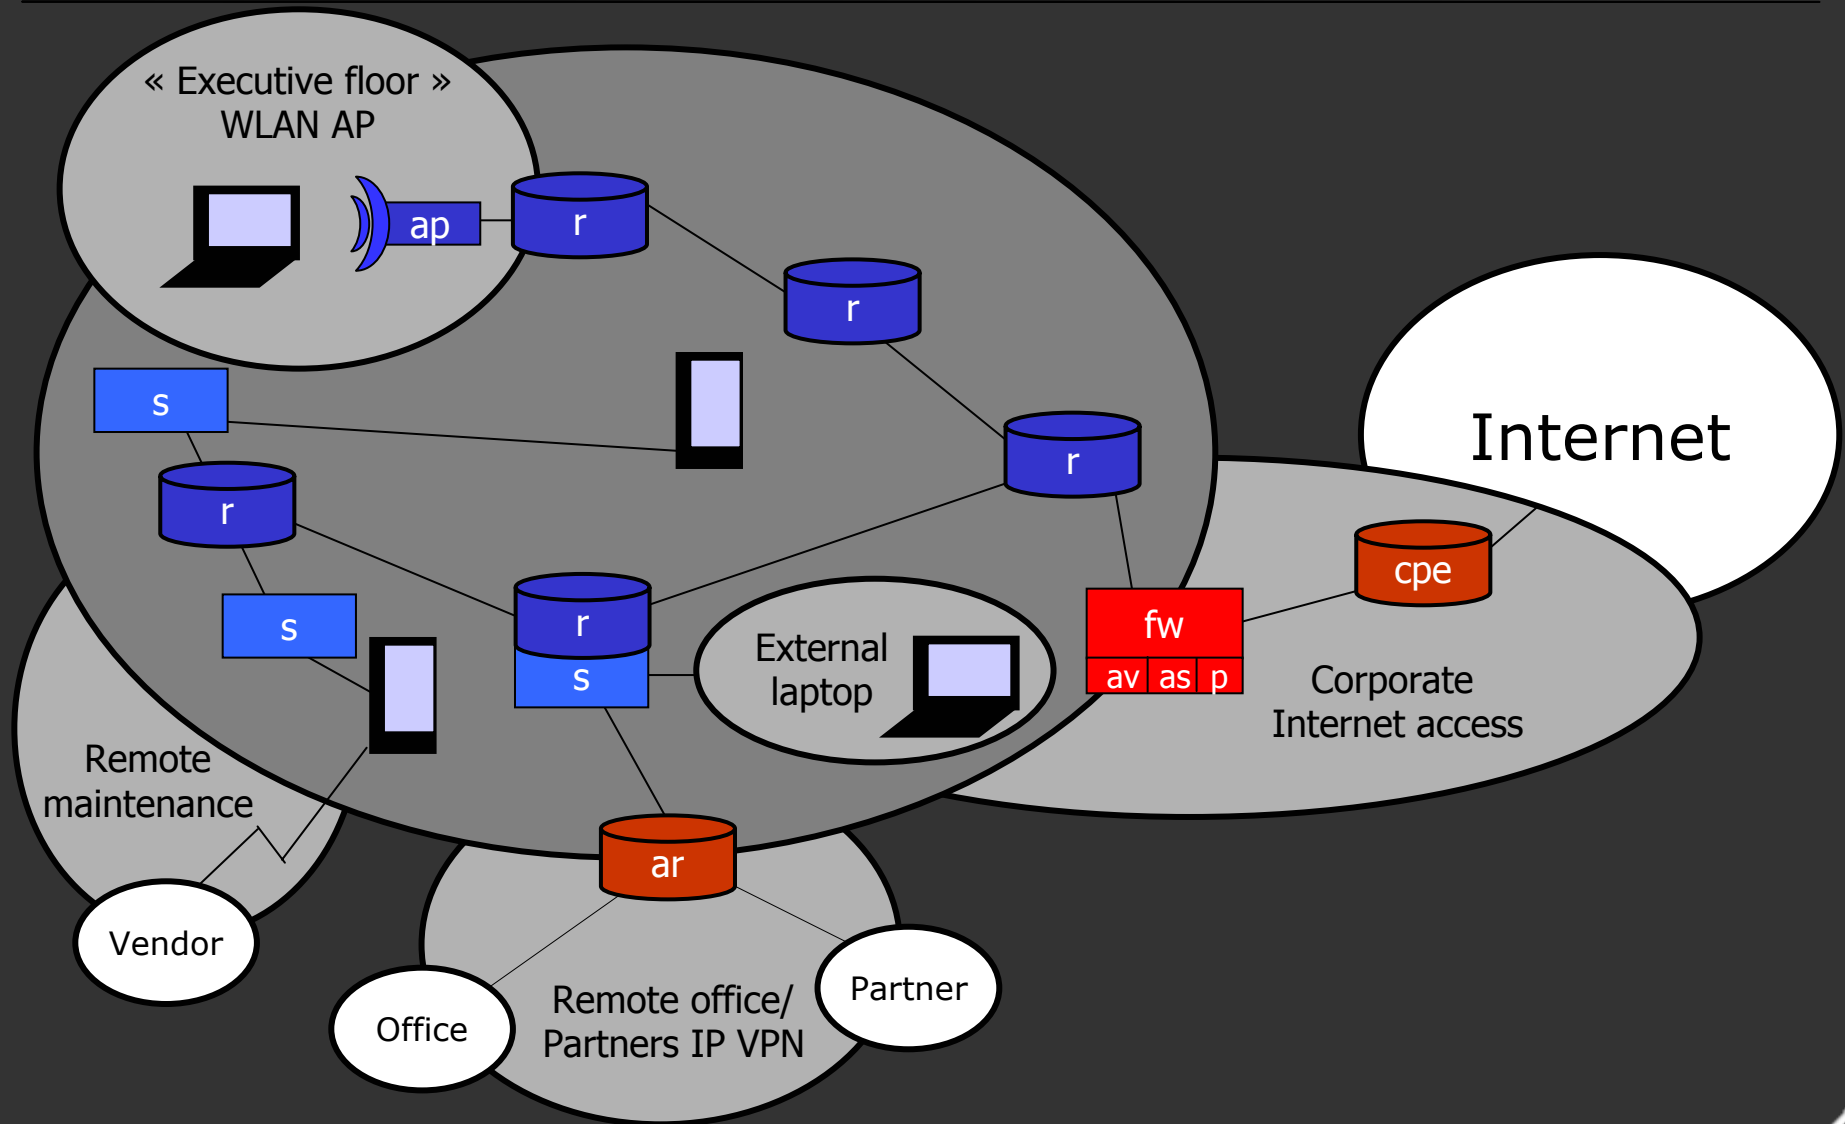 « Executive floor »
WLAN AP
ap
r
r
s
r
Internet
r
cpe
s
r
s
External
laptop
fw
av as p
Corporate
Internet access
Remote
maintenance
ar
Vendor
Office
Remote office/
Partners IP VPN
Partner